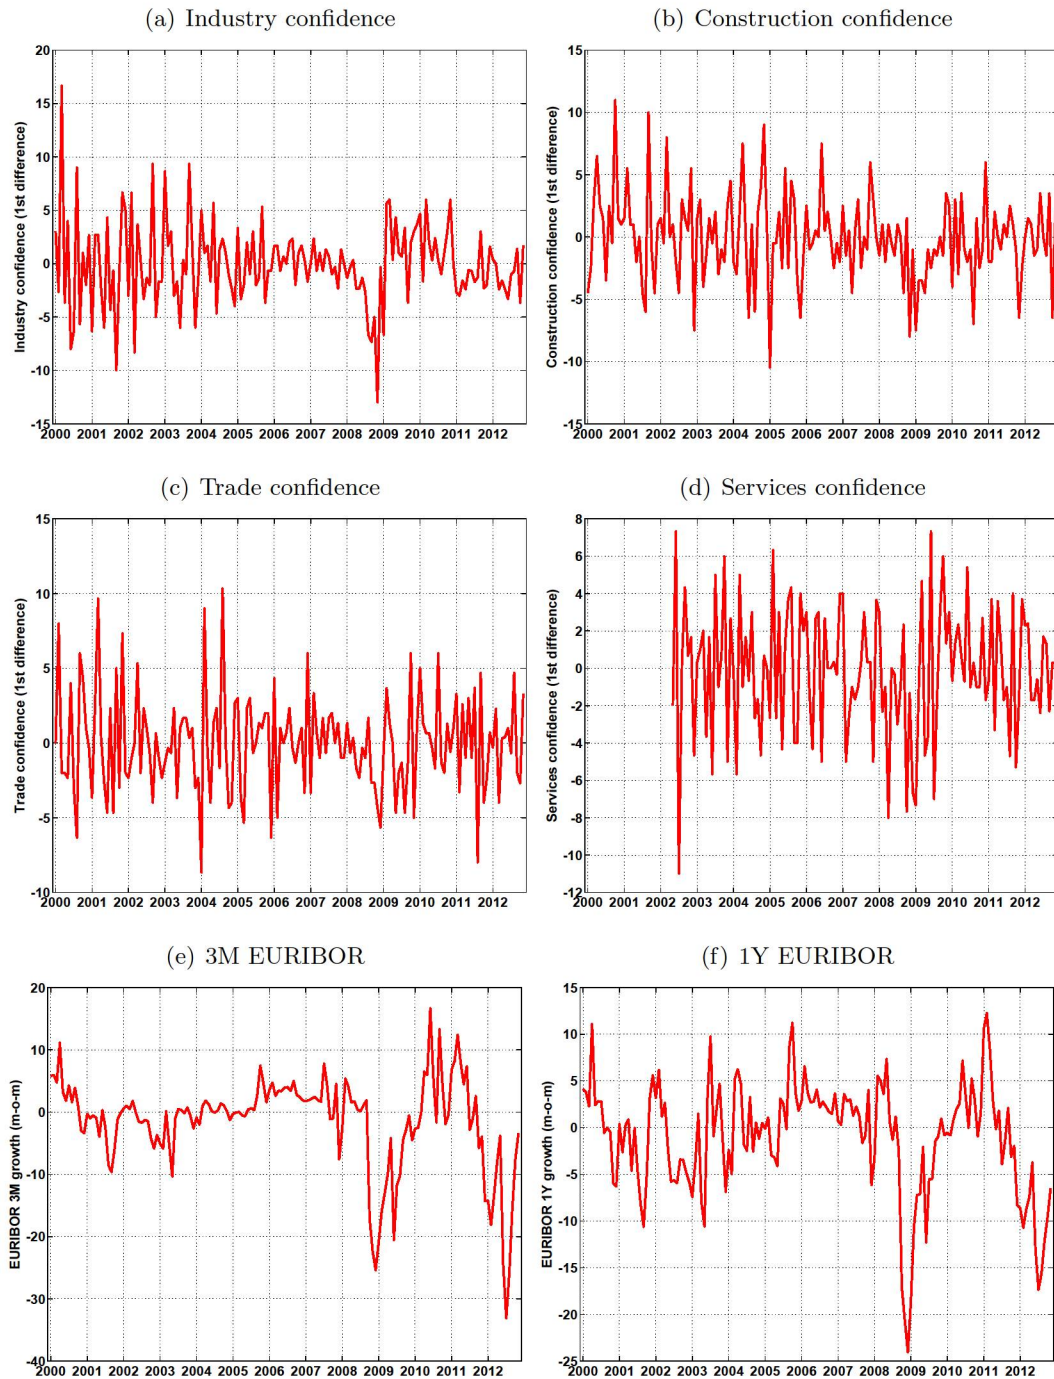 (a) Industry confidence
(b) Construction confidence
Industry confidence (1st difference)
20
15
10
5
0
-5
-10
-15
2000 2001 2002 2003 2004 2005 2006 2007 2008 2009 2010 2011 2012
Construction confidence (1st difference)
15
10
5
0
-5
-10
-15
2000 2001 2002 2003 2004 2005 2006 2007 2008 2009 2010 2011 2012
(c) Trade confidence
(d) Services confidence
Trade confidence (1st difference)
15
10
5
0
-5
-10
2000 2001 2002 2003 2004 2005 2006 2007 2008 2009 2010 2011 2012
Services confidence (1st difference)
8
6
4
2
0
-2
-4
-6
-8
-10
-12
2000 2001 2002 2003 2004 2005 2006 2007 2008 2009 2010 2011 2012
(e) 3M EURIBOR
(f) 1Y EURIBOR
EURIBOR 3M growth (m-o-m)
20
10
0
-10
-20
-30
-40
2000 2001 2002 2003 2004 2005 2006 2007 2008 2009 2010 2011 2012
EURIBOR 1Y growth (m-o-m)
15
10
5
0
-5
-10
-15
-20
-25
2000 2001 2002 2003 2004 2005 2006 2007 2008 2009 2010 2011 2012